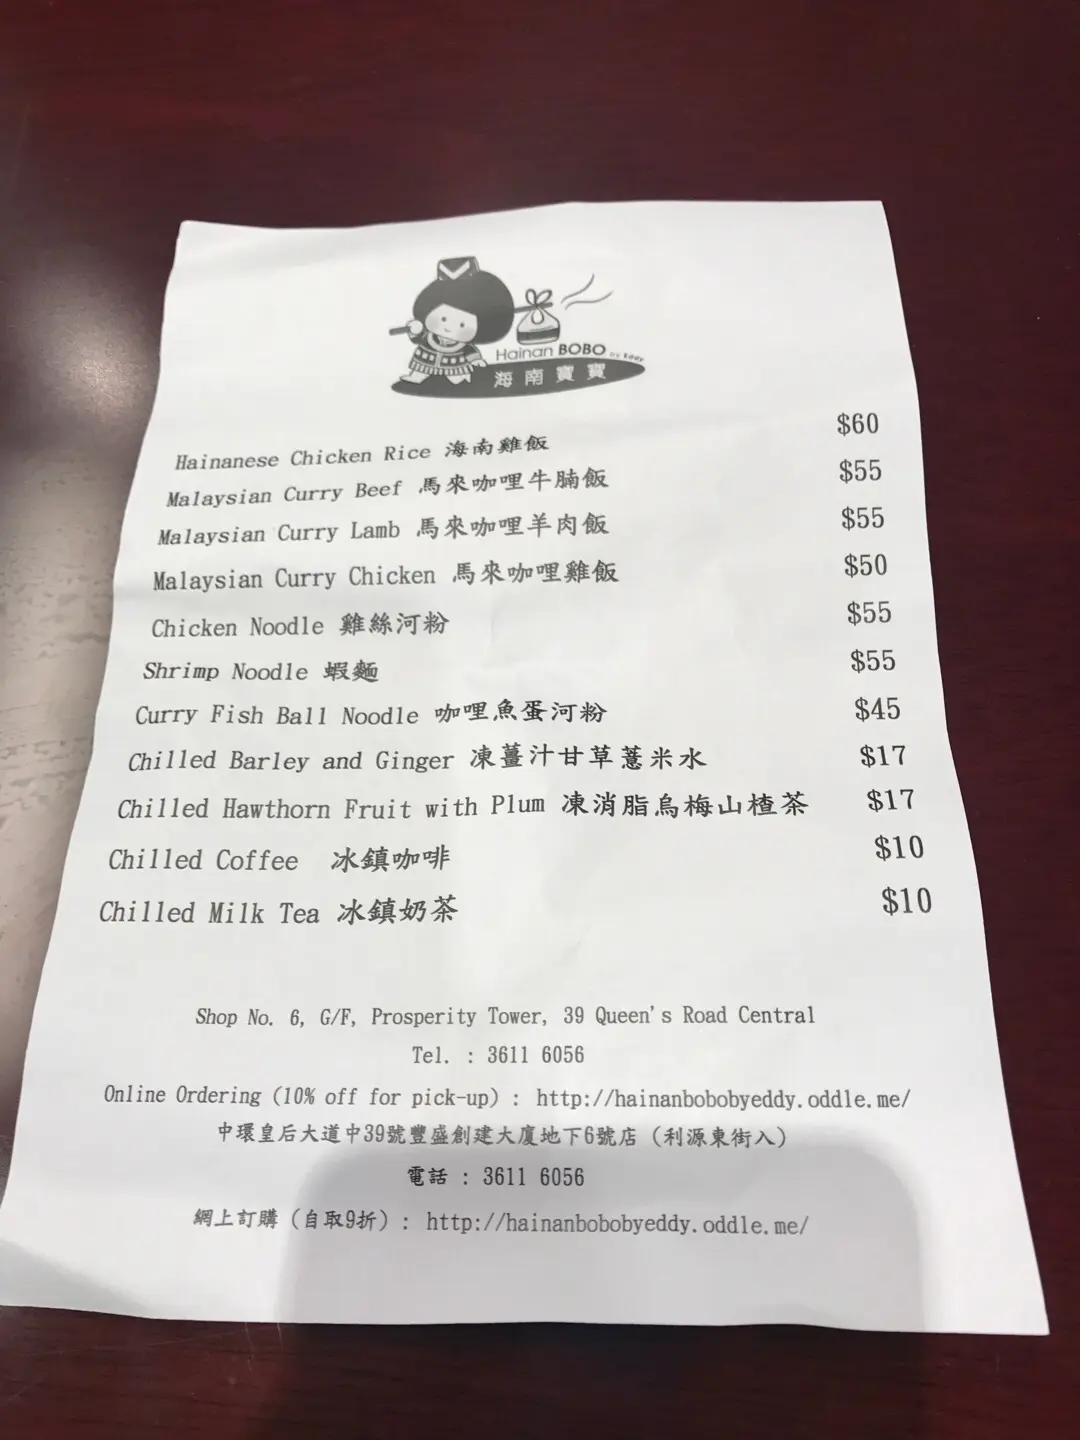 Hainan BOBO by Eddy
海南寶寶
Hainanese Chicken Rice 海南雞飯 $60
Malaysian Curry Beef 馬來咖哩牛腩飯 $55
Malaysian Curry Lamb 馬來咖哩羊肉飯 $55
Malaysian Curry Chicken 馬來咖哩雞飯 $50
Chicken Noodle 雞絲河粉 $55
Shrimp Noodle 蝦麵 $55
Curry Fish Ball Noodle 咖哩魚蛋河粉 $45
Chilled Barley and Ginger 凍薑汁甘草薏米水 $17
Chilled Hawthorn Fruit with Plum 凍消脂烏梅山楂茶 $17
Chilled Coffee 冰鎮咖啡 $10
Chilled Milk Tea 冰鎮奶茶 $10
Shop No. 6, G/F, Prosperity Tower, 39 Queen's Road Central
Tel. : 3611 6056
Online Ordering (10% off for pick-up) : http://hainanbobobyeddy.oddle.me/
中環皇后大道中39號豐盛創建大廈地下6號店 (利源東街入)
電話 : 3611 6056
網上訂購 (自取9折) : http://hainanbobobyeddy.oddle.me/